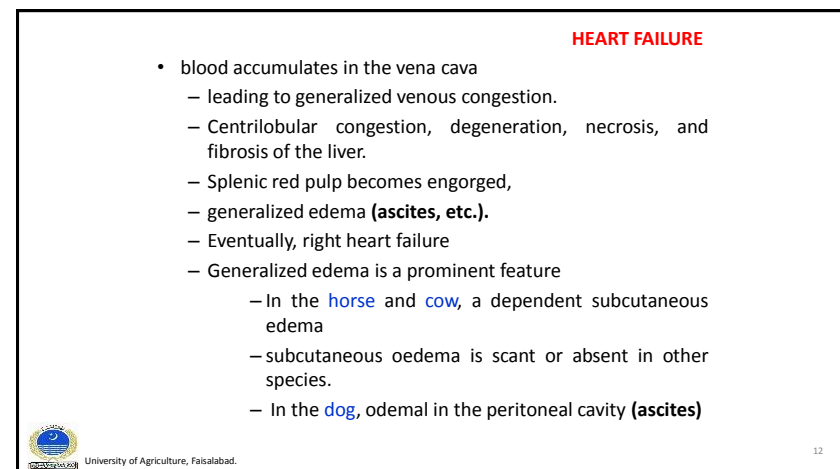 HEART FAILURE
• blood accumulates in the vena cava
– leading to generalized venous congestion.
– Centrilobular congestion, degeneration, necrosis, and
fibrosis of the liver.
– Splenic red pulp becomes engorged,
– generalized edema (ascites, etc.).
– Eventually, right heart failure
– Generalized edema is a prominent feature
– In the horse and cow, a dependent subcutaneous
edema
– subcutaneous oedema is scant or absent in other
species.
– In the dog, odemal in the peritoneal cavity (ascites)
University of Agriculture, Faisalabad.
12